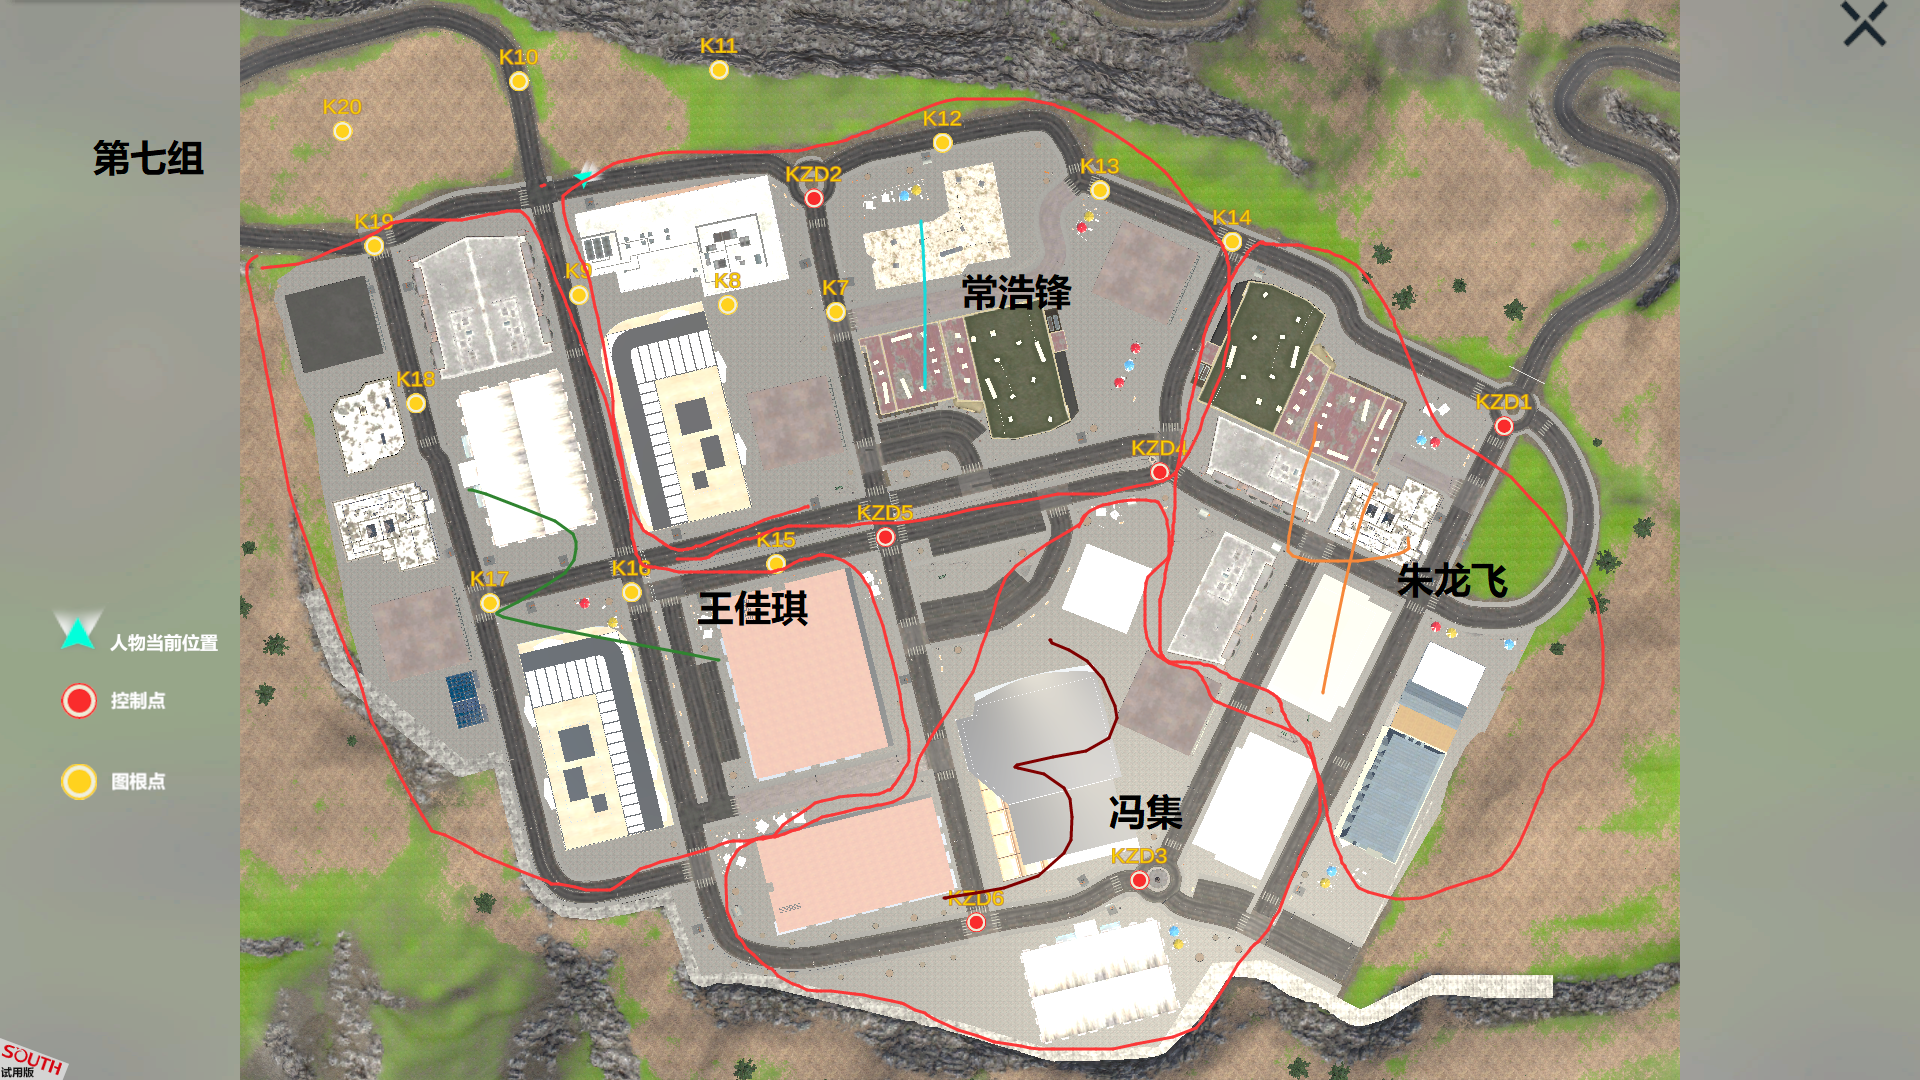 K11
K10
K20
K12
第七组
K13
KZD2
K14
K19
K9
K8
K7
常浩锋
K18
KZD1
KZD4
KZD5
K15
K16
K17
朱龙飞
王佳琪
人物当前位置
控制点
图根点
冯集
KZD3
KZD6
SOUTH
试用版